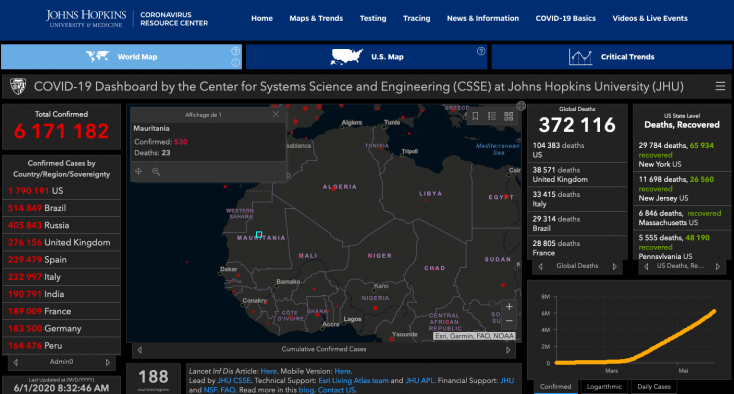 JOHNS HOPKINS
UNIVERSITY & MEDICINE
CORONAVIRUS
RESOURCE CENTER
Home
Maps & Trends
Testing
Tracing
News & Information
COVID-19 Basics
Videos & Live Events
World Map
U.S. Map
Critical Trends
COVID-19 Dashboard by the Center for Systems Science and Engineering (CSSE) at Johns Hopkins University (JHU)
Total Confirmed
6 171 182
Confirmed Cases by
Country/Region/Sovereignty
1 790 191 US
514 849 Brazil
405 843 Russia
276 156 United Kingdom
239 479 Spain
232 997 Italy
190 791 India
189 009 France
183 500 Germany
164 476 Peru
Admin0
Last Updated at (M/D/YYYY)
6/1/2020 8:32:46 AM
Affichage de 1
Mauritania
Confirmed: 530
Deaths: 23
GREECE
Algiers
Tunis
TUNISIA
Tripoli
Mediterranean
Sea
ALGERIA
LIBYA
EGYPT
WESTERN
SAHARA
MAURITANIA
MALI
NIGER
CHAD
SUDAN
Dakar
Bamako
Kano
Conakry
CÔTE
D'IVOIRE
GHANA
NIGERIA
Accra
Lagos
CENTRAL
AFRICAN
REPUBLIC
Yaounde
Esri, Garmin, FAO, NOAA
Cumulative Confirmed Cases
188
countries/regions
Lancet Inf Dis Article: Here. Mobile Version: Here.
Lead by JHU CSSE. Technical Support: Esri Living Atlas team and JHU APL. Financial Support: JHU
and NSF. FAQ. Read more in this blog. Contact US.
Global Deaths
372 116
104 383 deaths
US
38 571 deaths
United Kingdom
33 415 deaths
Italy
29 314 deaths
Brazil
28 805 deaths
France
Global Deaths
US State Level
Deaths, Recovered
29 784 deaths, 65 934
recovered
New York US
11 698 deaths, 26 560
recovered
New Jersey US
6 846 deaths, recovered
Massachusetts US
5 555 deaths, 48 190
recovered
Pennsylvania US
US Deaths, Re...
8M
6M
4M
2M
0
Mars
Mai
Confirmed
Logarithmic
Daily Cases